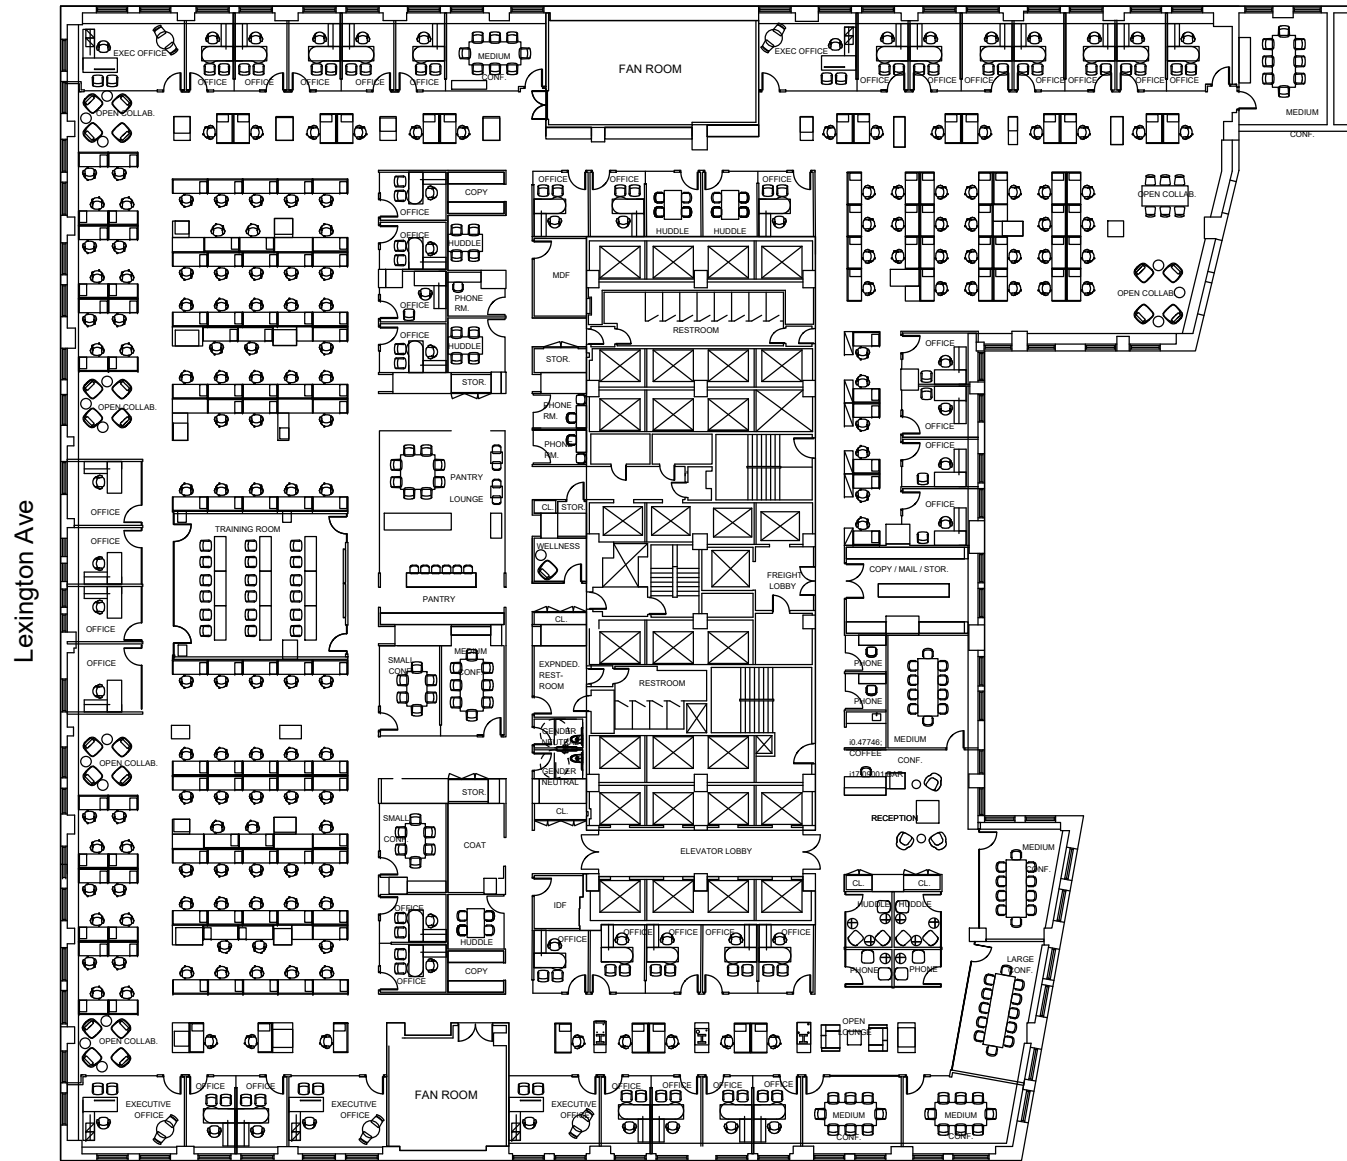 EXEC OFFICE
OFFICE
OFFICE
OFFICE
OFFICE
OFFICE
MEDIUM
CONF.
FAN ROOM
EXEC OFFICE
OFFICE
OFFICE
OFFICE
OFFICE
OFFICE
OFFICE
OFFICE
MEDIUM
CONF.
OPEN COLLAB.
OFFICE
COPY
OFFICE
OFFICE
HUDDLE
HUDDLE
OFFICE
OPEN COLLAB.
OFFICE
HUDDLE
MDF
OFFICE
PHONE
RM.
OPEN COLLAB.
RESTROOM
OFFICE
HUDDLE
OFFICE
STOR.
STOR.
OFFICE
OPEN COLLAB.
PHONE
RM.
OFFICE
PHONE
RM.
OFFICE
PANTRY
LOUNGE
OFFICE
CL.
STOR.
OFFICE
TRAINING ROOM
OFFICE
WELLNESS
FREIGHT
LOBBY
COPY / MAIL / STOR.
PANTRY
OFFICE
CL.
Lexington Ave
OFFICE
SMALL
CONF.
MEDIUM
CONF.
EXPNDED.
REST-
ROOM
RESTROOM
PHONE
PHONE
GENDER
NEUTRAL
MEDIUM
CONF.
i0.47746;
COFFEE
OPEN COLLAB.
GENDER
NEUTRAL
STOR.
CL.
RECEPTION
SMALL
CONF.
COAT
ELEVATOR LOBBY
MEDIUM
CONF.
CL.
CL.
OFFICE
IDF
HUDDLE
HUDDLE
HUDDLE
OFFICE
OFFICE
OFFICE
OFFICE
OFFICE
LARGE
CONF.
OFFICE
COPY
PHONE
PHONE
OPEN
LOUNGE
OPEN COLLAB.
EXECUTIVE
OFFICE
OFFICE
OFFICE
EXECUTIVE
OFFICE
FAN ROOM
EXECUTIVE
OFFICE
OFFICE
OFFICE
OFFICE
OFFICE
MEDIUM
CONF.
MEDIUM
CONF.